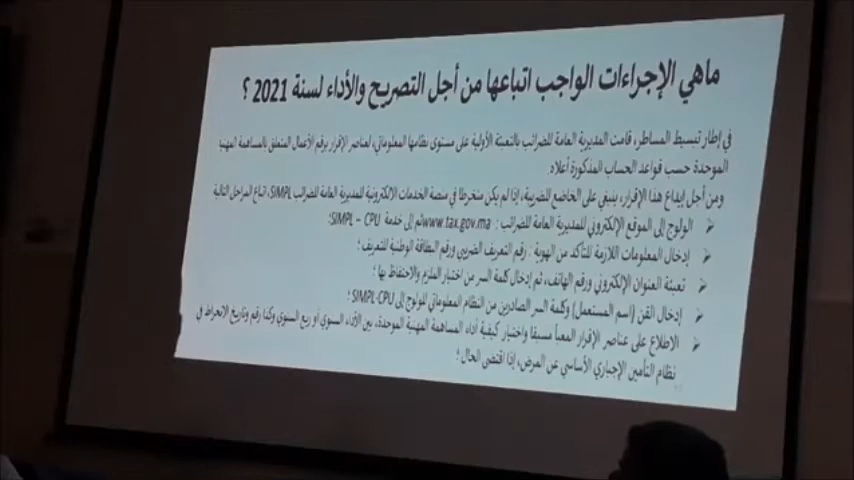 ماهي الإجراءات الواجب اتباعها من أجل التصريح والأداء لسنة 2021 ؟
في إطار تبسيط المساطر، قامت المديرية العامة للضرائب بالتعبئة الأولية على مستوى نظامها المعلوماتي، لعناصر الإقرار برقم الأعمال المتعلق بالمساهمة المهنية
الموحدة حسب قواعد الحساب المذكورة أعلاه.
ومن أجل إيداع هذا الإقرار، ينبغي على الخاضع للضريبة، إذا لم يكن منخرطا في منصة الخدمات الالكترونية للمديرية العامة للضرائب SIMPL، اتباع المراحل التالية
➢ الولوج إلى الموقع الإلكتروني للمديرية العامة للضرائب : www.tax.gov.ma ثم إلى خدمة SIMPL – CPU؛
➢ إدخال المعلومات اللازمة للتأكد من الهوية : رقم التعريف الضريبي ورقم البطاقة الوطنية للتعريف ؛
➢ تعبئة العنوان الإلكتروني ورقم الهاتف، ثم إدخال كلمة السر من اختيار الملزم والاحتفاظ بها ؛
➢ إدخال القن (اسم المستعمل) وكلمة السر الصادرين من النظام المعلوماتي للولوج إلى SIMPL-CPU ؛
➢ الاطلاع على عناصر الإقرار المعبأ مسبقا واختيار كيفية أداء المساهمة المهنية الموحدة، بين الأداء السنوي أو ربع السنوي وكذا رقم وتاريخ الانخراط في
نظام التأمين الإجباري الأساسي عن المرض، إذا اقتضى الحال ؛